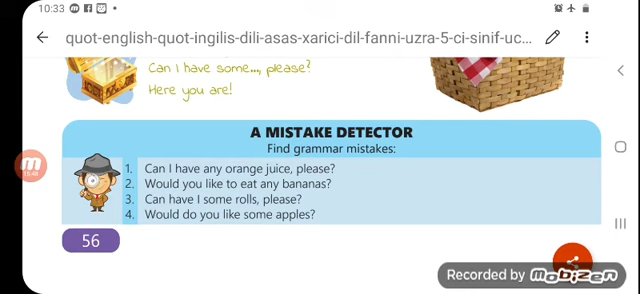 10:33
quot-english-quot-ingilis-dili-asas-xarici-dil-fanni-uzra-5-ci-sinif-uc...
Can I have some..., please?
Here you are!
A MISTAKE DETECTOR
Find grammar mistakes:
1. Can I have any orange juice, please?
2. Would you like to eat any bananas?
3. Can have I some rolls, please?
4. Would do you like some apples?
15:46
56
Recorded by Mobizen